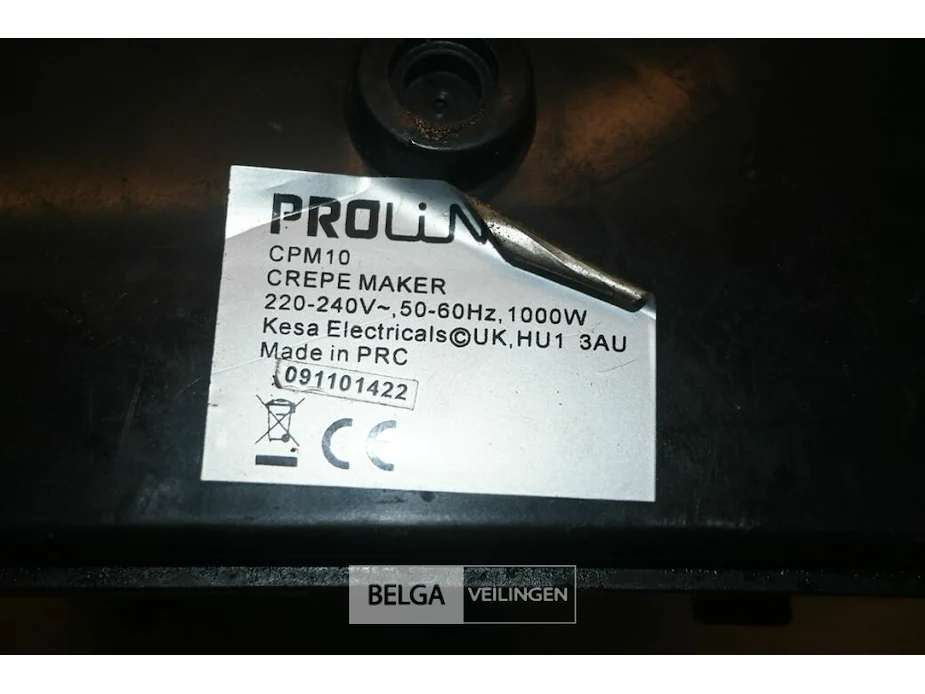 PROLIN
CPM10
CREPE MAKER
220-240V~,50-60Hz,1000W
Kesa Electricals©UK,HU1 3AU
Made in PRC
091101422
CE
BELGA VEILINGEN